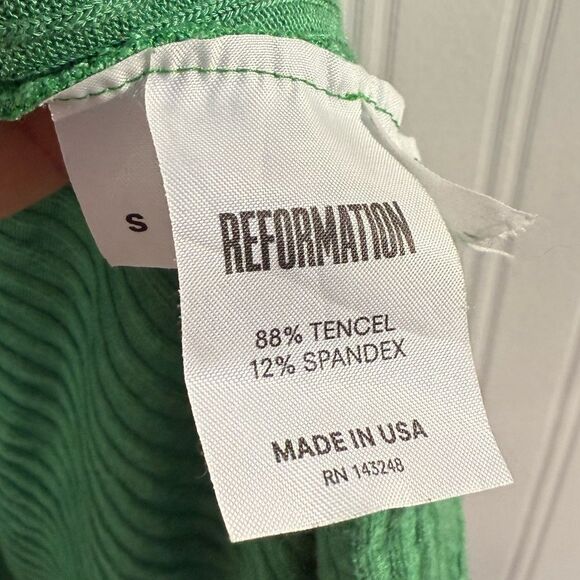 S
REFORMATION
88% TENCEL
12% SPANDEX
MADE IN USA
RN 143248